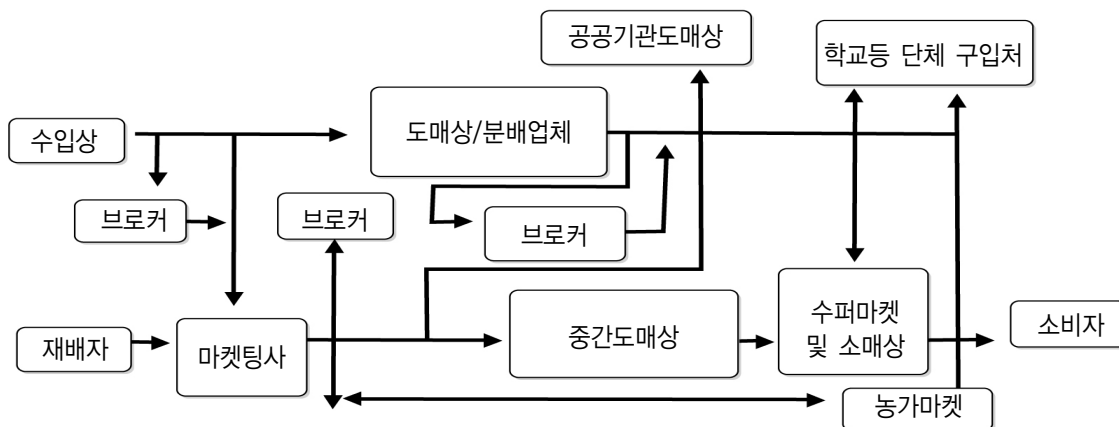 공공기관도매상
학교등 단체 구입처
수입상
도매상/분배업체
브로커
브로커
브로커
재배자
마켓팅사
중간도매상
수퍼마켓
및 소매상
소비자
농가마켓